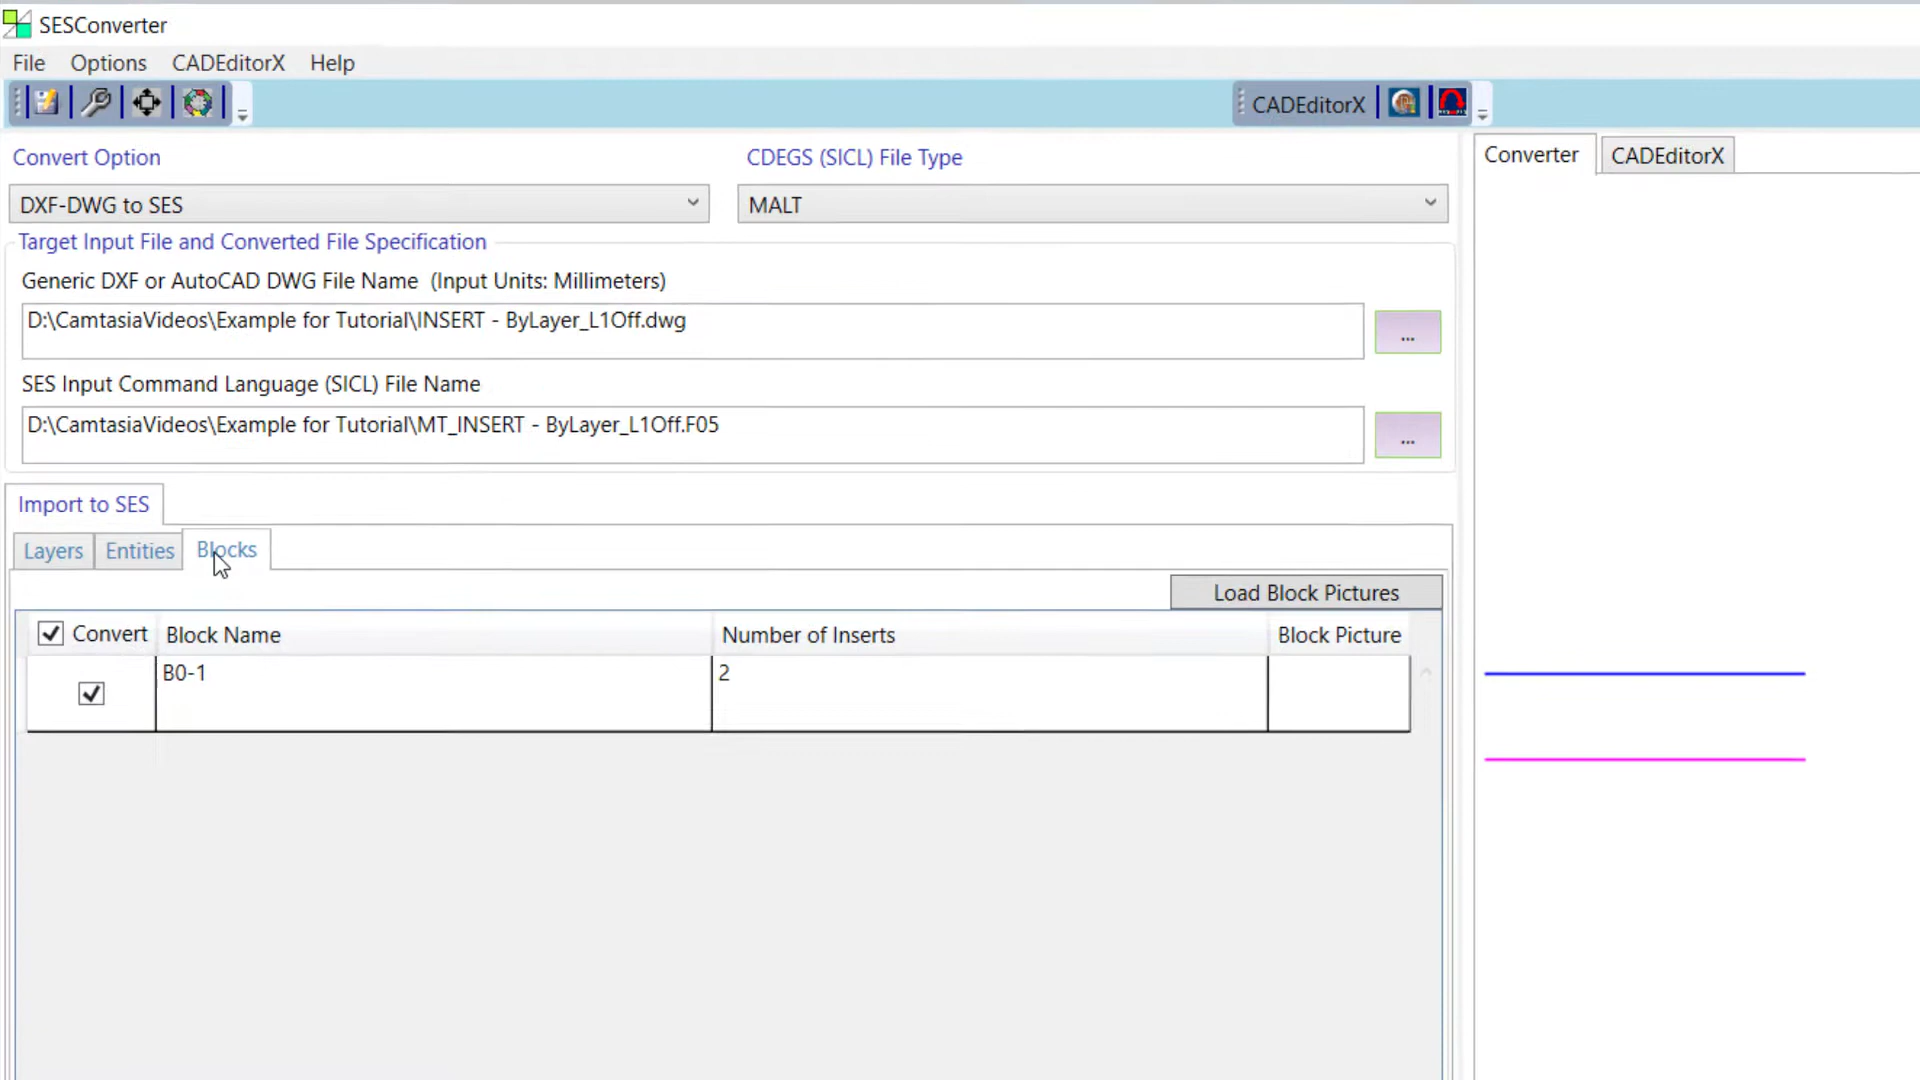 SESConverter
File Options CADEditorX Help
CADEditorX
Convert Option CDEGS (SICL) File Type
Converter CADEditorX
DXF-DWG to SES MALT
Target Input File and Converted File Specification
Generic DXF or AutoCAD DWG File Name (Input Units: Millimeters)
D:\CamtasiaVideos\Example for Tutorial\INSERT - ByLayer_L1Off.dwg
...
SES Input Command Language (SICL) File Name
D:\CamtasiaVideos\Example for Tutorial\MT_INSERT - ByLayer_L1Off.F05
...
Import to SES
Layers Entities Blocks
Load Block Pictures
Convert Block Name Number of Inserts Block Picture
B0-1 2